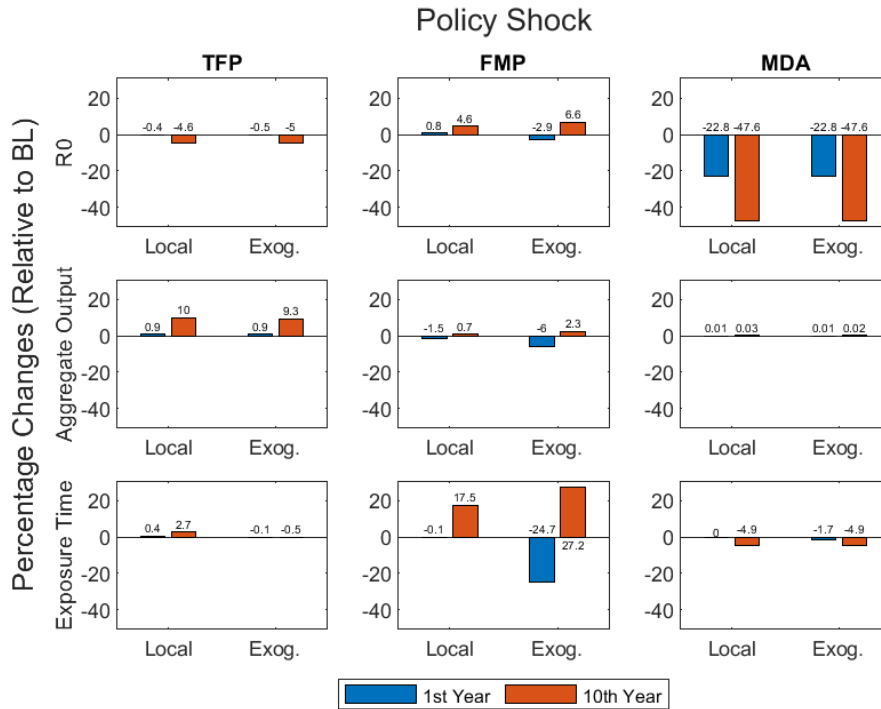 Policy Shock
TFP FMP MDA
Percentage Changes (Relative to BL)
R0
20
0
-20
-40
-0.4 -4.6 -0.5 -5
Local Exog.
20
0
-20
-40
0.8 4.6 -2.9 6.6
Local Exog.
20
0
-20
-40
-22.8 -47.6 -22.8 -47.6
Local Exog.
Aggregate Output
20
0
-20
-40
0.9 10 0.9 9.3
Local Exog.
20
0
-20
-40
-1.5 0.7 -6 2.3
Local Exog.
20
0
-20
-40
0.01 0.03 0.01 0.02
Local Exog.
Exposure Time
20
0
-20
-40
0.4 2.7 -0.1 -0.5
Local Exog.
20
0
-20
-40
-0.1 17.5 -24.7 27.2
Local Exog.
20
0
-20
-40
0 -4.9 -1.7 -4.9
Local Exog.
1st Year 10th Year